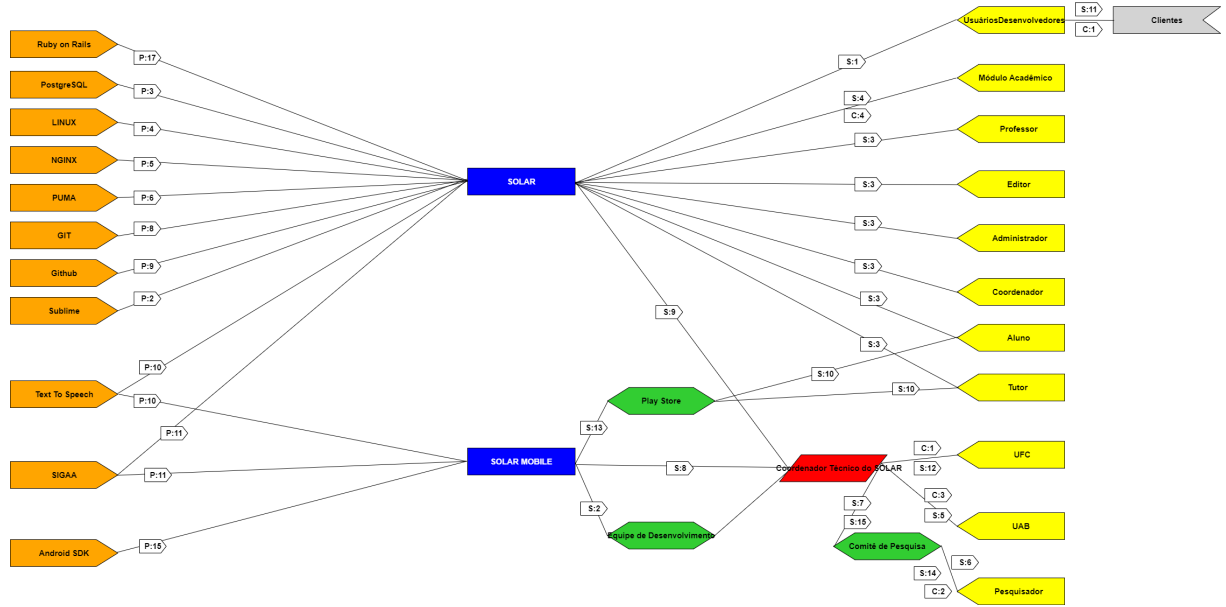 S:11
UsuáriosDesenvolvedores
Clientes
C:1
Ruby on Rails
P:17
S:1
PostgreSQL
P:3
Módulo Acadêmico
S:4
C:4
LINUX
P:4
Professor
S:3
NGINX
P:5
SOLAR
S:3
Editor
PUMA
P:6
GIT
P:8
S:3
Administrador
Github
P:9
S:3
Coordenador
Sublime
P:2
S:3
S:9
Aluno
S:3
P:10
S:10
Text To Speech
P:10
Play Store
S:10
Tutor
S:13
P:11
C:1
UFC
SOLAR MOBILE
S:8
Coordenador Técnico do SOLAR
S:12
SIGAA
P:11
C:3
S:7
S:2
S:5
S:15
UAB
Equipe de Desenvolvimento
Android SDK
P:15
Comitê de Pesquisa
S:6
S:14
C:2
Pesquisador